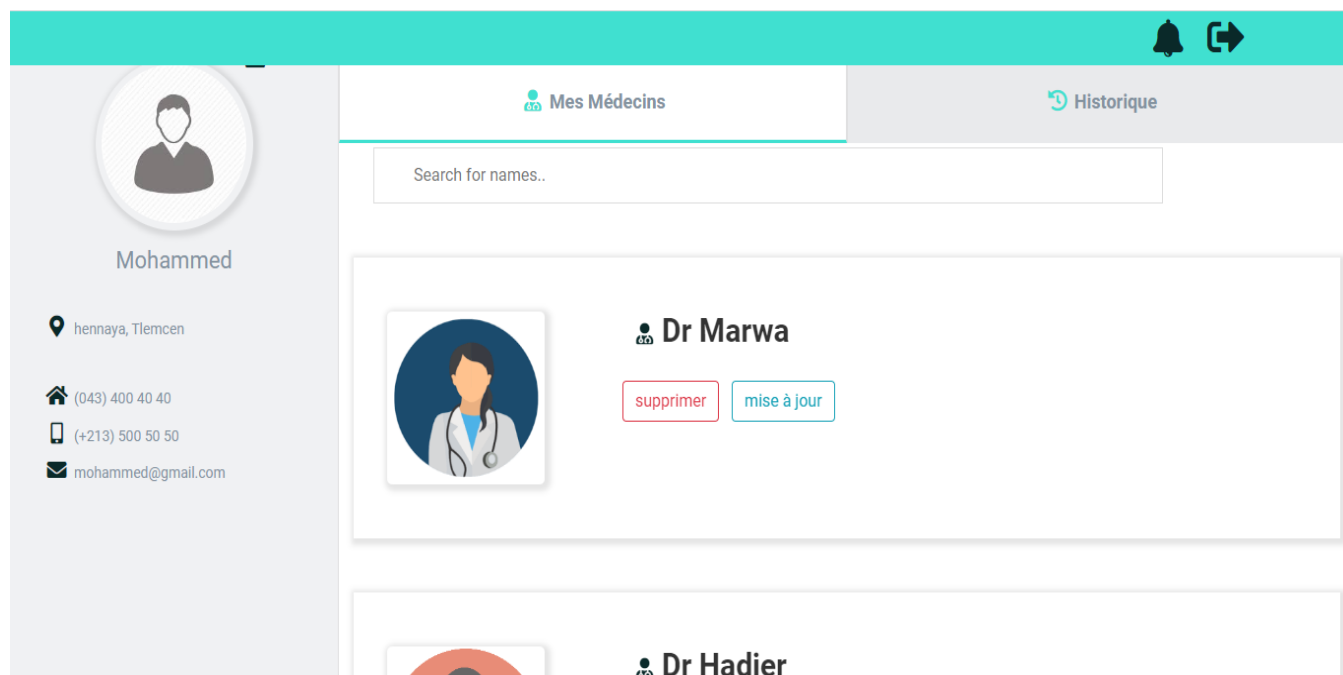 Mes Médecins
Historique
Search for names..
Mohammed
hennaya, Tlemcen
(043) 400 40 40
(+213) 500 50 50
mohammed@gmail.com
Dr Marwa
supprimer
mise à jour
Dr Hadjer